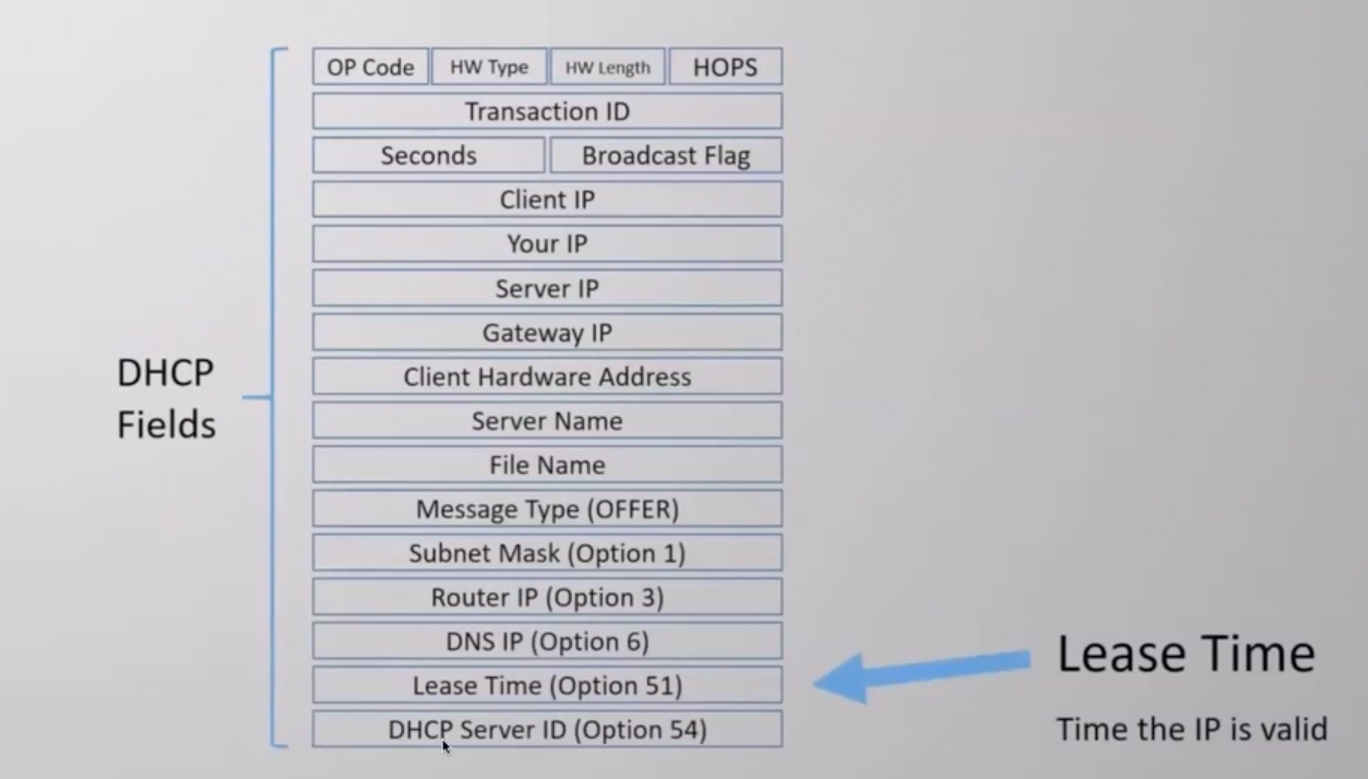 OP Code HW Type HW Length HOPS
Transaction ID
Seconds Broadcast Flag
Client IP
Your IP
Server IP
Gateway IP
Client Hardware Address
Server Name
File Name
Message Type (OFFER)
Subnet Mask (Option 1)
Router IP (Option 3)
DNS IP (Option 6)
Lease Time (Option 51)
DHCP Server ID (Option 54)
DHCP
Fields
Lease Time
Time the IP is valid